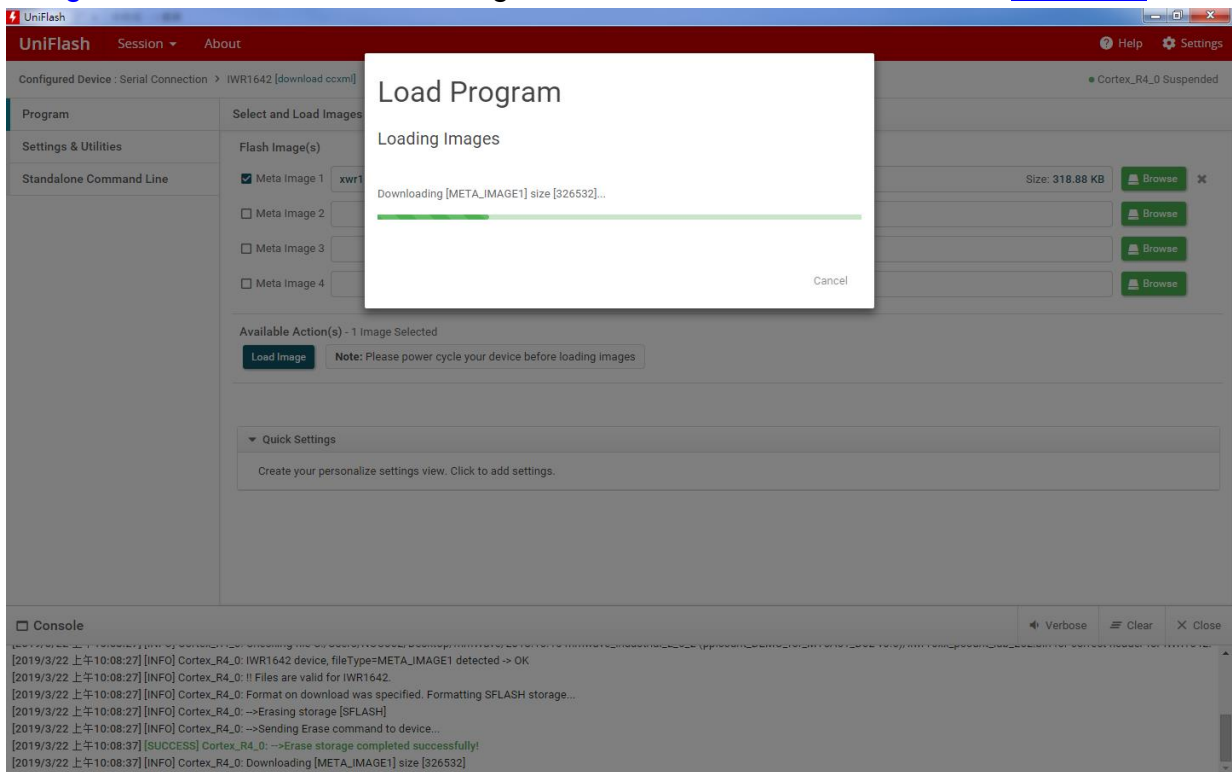 UniFlash
UniFlash Session About Help Settings
Configured Device : Serial Connection > IWR1642 [download ccxml] Cortex_R4_0 Suspended
Program
Settings & Utilities
Standalone Command Line
Select and Load Images
Flash Image(s)
Meta Image 1 xwr1 Size: 318.88 KB Browse
Meta Image 2 Browse
Meta Image 3 Browse
Meta Image 4 Browse
Load Program
Loading Images
Downloading [META_IMAGE1] size [326532]...
Cancel
Available Action(s) - 1 Image Selected
Load Image Note: Please power cycle your device before loading images
Quick Settings
Create your personalize settings view. Click to add settings.
Console Verbose Clear Close
[2019/3/22 上午10:08:27] [INFO] Cortex_R4_0: IWR1642 device, fileType=META_IMAGE1 detected -> OK
[2019/3/22 上午10:08:27] [INFO] Cortex_R4_0: !! Files are valid for IWR1642.
[2019/3/22 上午10:08:27] [INFO] Cortex_R4_0: Format on download was specified. Formatting SFLASH storage...
[2019/3/22 上午10:08:27] [INFO] Cortex_R4_0: -->Erasing storage [SFLASH]
[2019/3/22 上午10:08:27] [INFO] Cortex_R4_0: -->Sending Erase command to device...
[2019/3/22 上午10:08:37] [SUCCESS] Cortex_R4_0: -->Erase storage completed successfully!
[2019/3/22 上午10:08:37] [INFO] Cortex_R4_0: Downloading [META_IMAGE1] size [326532]